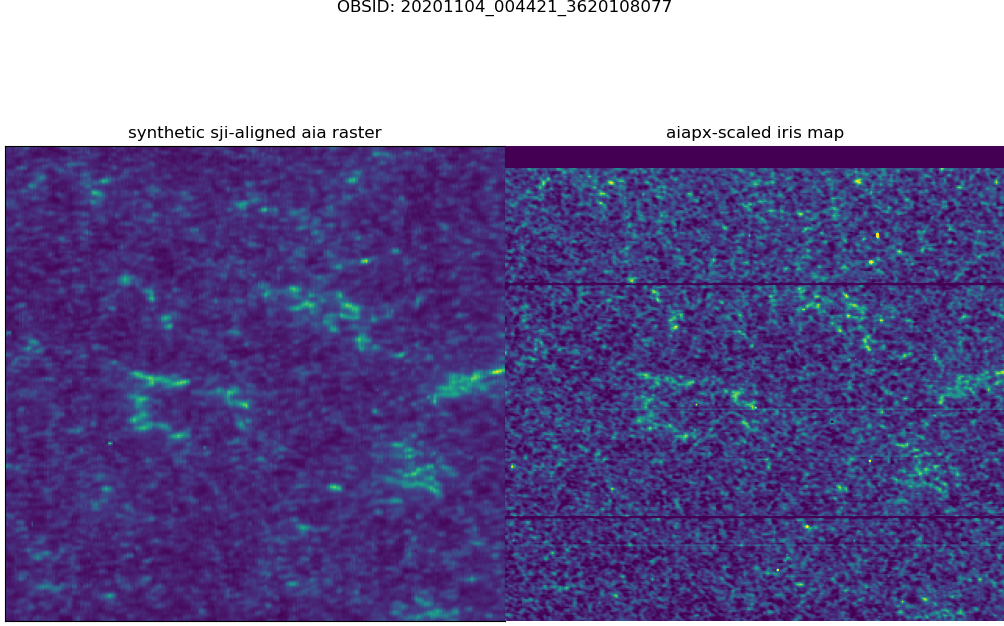 OBSID: 20201104_004421_3620108077
synthetic sji-aligned aia raster
aiapx-scaled iris map